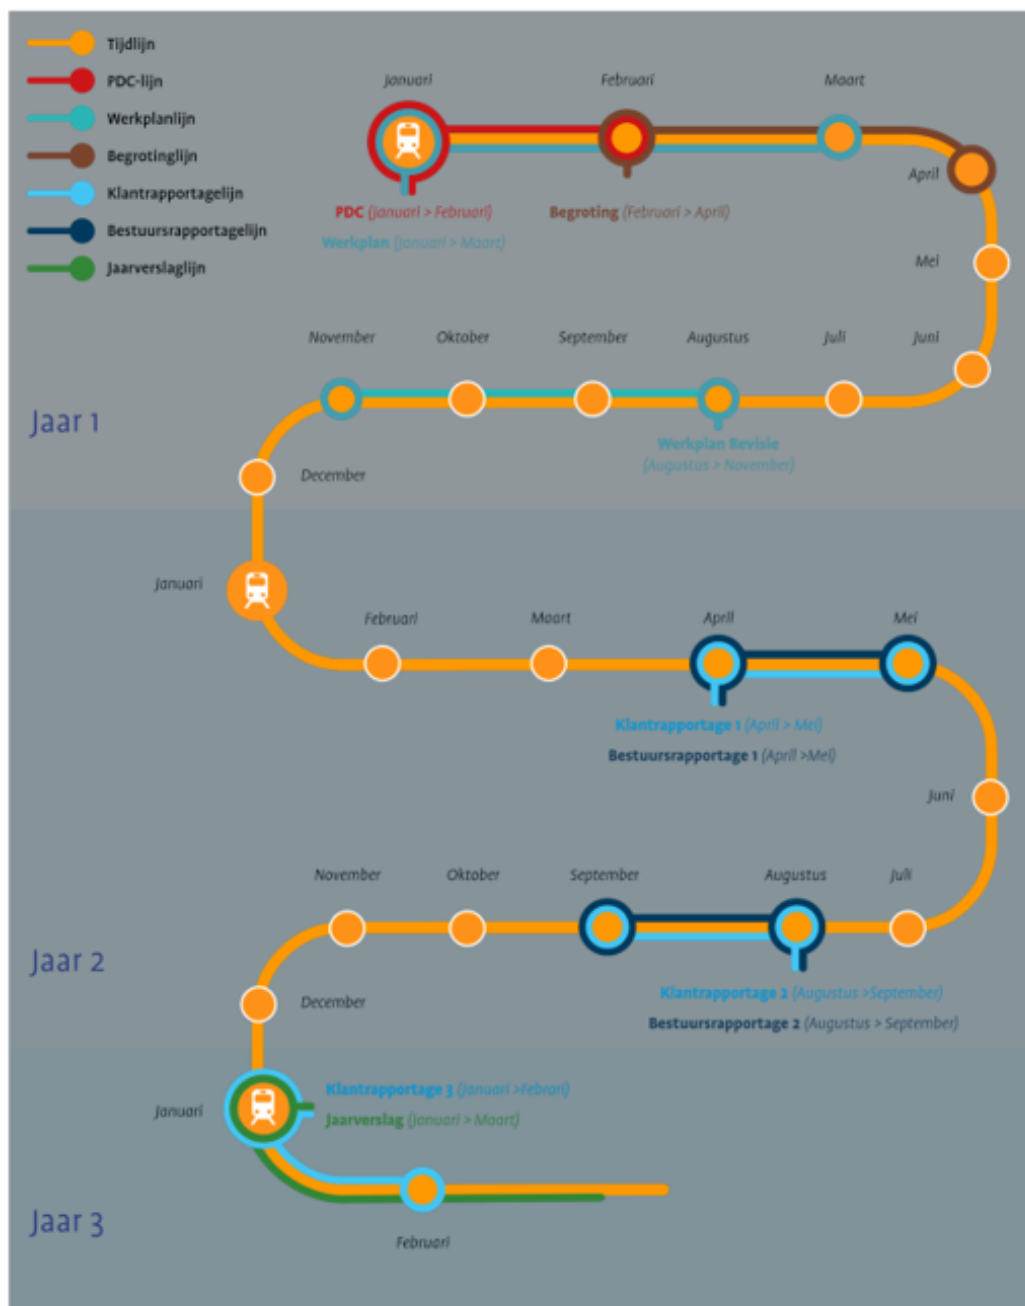 Tijdlijn
PDC-lijn
Werkplanlijn
Begrotinglijn
Klantrapportagelijn
Bestuursrapportagelijn
Jaarverslaglijn
Januari
Februari
Maart
April
PDC (Januari > Februari)
Begroting (Februari > April)
Werkplan (Januari > Maart)
Mei
November
Oktober
September
Augustus
Juli
Juni
Jaar 1
Werkplan Revisie
(Augustus > November)
December
Januari
Februari
Maart
April
Mei
Klantrapportage 1 (April > Mei)
Bestuursrapportage 1 (April >Mei)
Juni
November
Oktober
September
Augustus
Juli
Jaar 2
Klantrapportage 2 (Augustus >September)
December
Bestuursrapportage 2 (Augustus > September)
Klantrapportage 3 (Januari >Febrari)
Januari
Jaarverslag (Januari > Maart)
Jaar 3
Februari